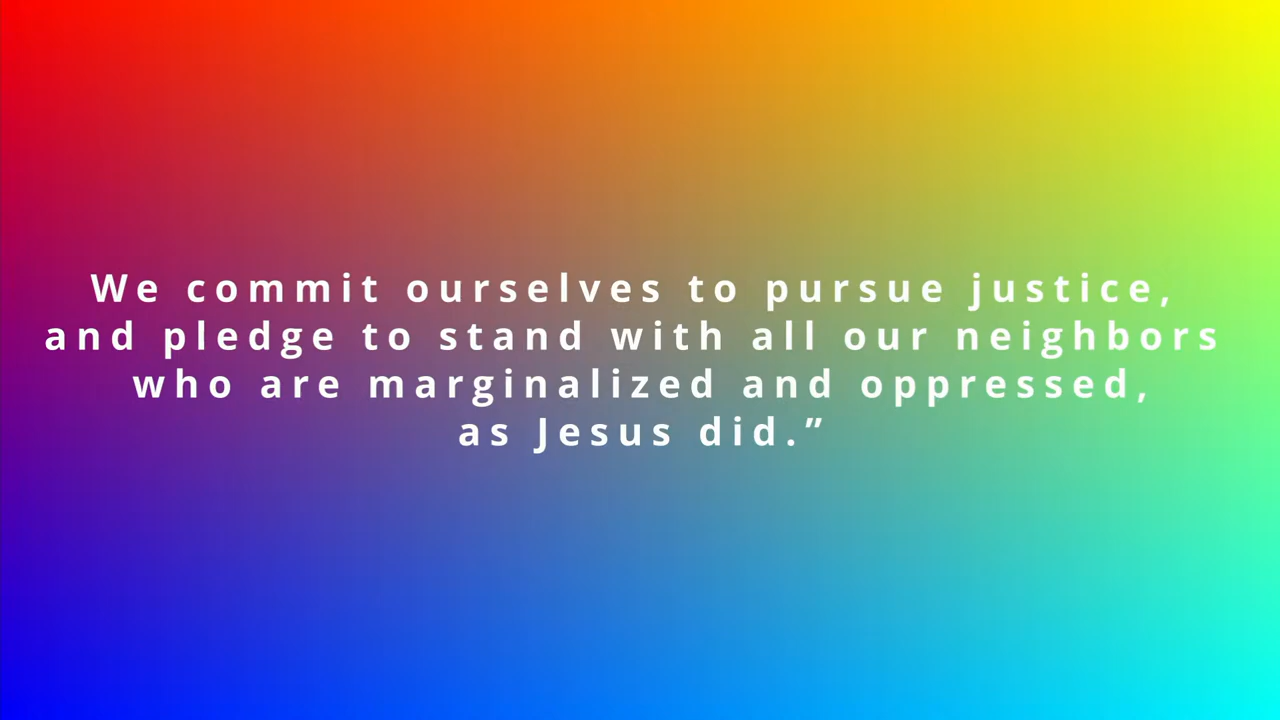 We commit ourselves to pursue justice,
and pledge to stand with all our neighbors
who are marginalized and oppressed,
as Jesus did.”